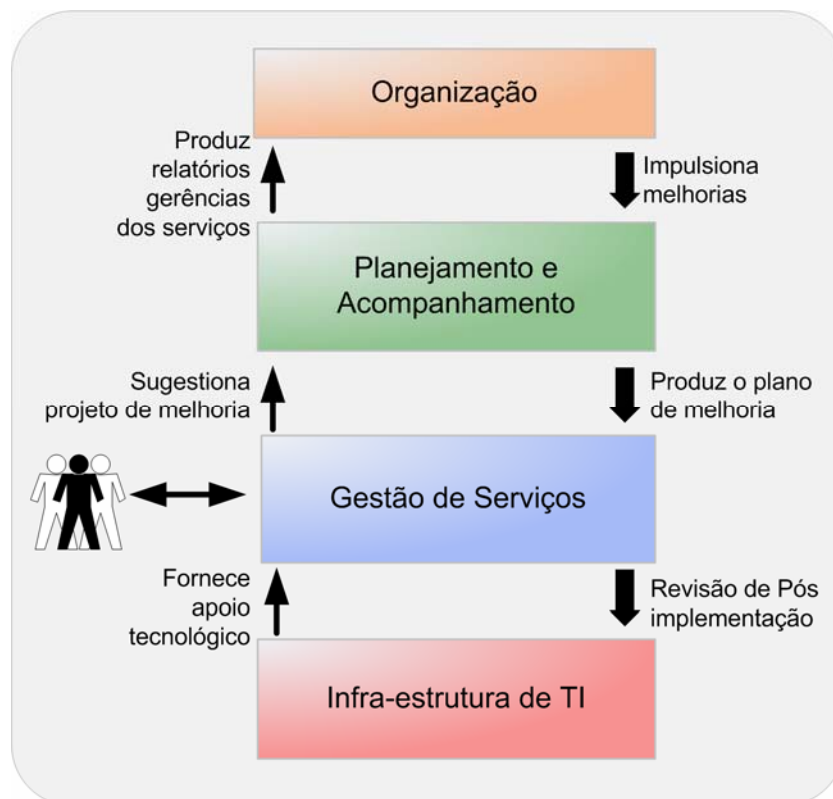 Organização
Produz
relatórios
gerências
dos serviços
Impulsiona
melhorias
Planejamento e
Acompanhamento
Sugestiona
projeto de melhoria
Produz o plano
de melhoria
Gestão de Serviços
Fornece
apoio
tecnológico
Revisão de Pós
implementação
Infra-estrutura de TI